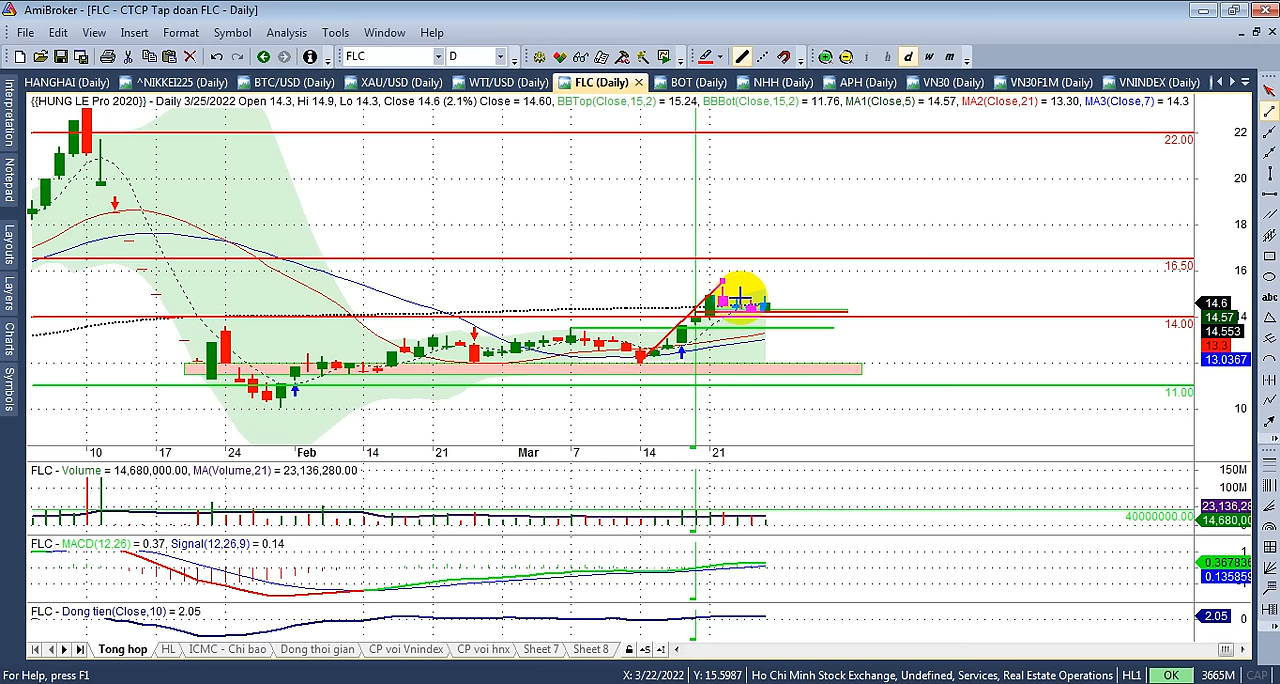 AmiBroker - [FLC - CTCP Tap doan FLC - Daily]
File Edit View Insert Format Symbol Analysis Tools Window Help
FLC D i h d w m
HANGHAI (Daily) ^NIKKEI225 (Daily) BTC/USD (Daily) XAU/USD (Daily) WTI/USD (Daily) FLC (Daily) BOT (Daily) NHH (Daily) APH (Daily) VN30 (Daily) VN30F1M (Daily) VNINDEX (Daily)
Interpretation
Notepad
Layouts
Layers
Charts
Symbols
{{HUNG LE Pro 2020}} - Daily 3/25/2022 Open 14.3, Hi 14.9, Lo 14.3, Close 14.6 (2.1%) Close = 14.60, BBTop(Close,15,2) = 15.24, BBBot(Close,15,2) = 11.76, MA1(Close,5) = 14.57, MA2(Close,21) = 13.30, MA3(Close,7) = 14.3
22
22.00
20
18
16.50
16
14.6
14.57
14.00
14.553
13.3
13.0367
11.00
10
abc
10 17 24 Feb 14 21 Mar 7 14 21
FLC - Volume = 14,680,000.00, MA(Volume,21) = 23,136,280.00
150M
100M
23,136,28
40000000.00
14,680,00
FLC - MACD(12,26) = 0.37, Signal(12,26,9) = 0.14
1
0.367836
0.135859
FLC - Dong tien(Close,10) = 2.05
2.05 0
Tong hop HL ICMC - Chi bao Dong thoi gian CP voi Vnindex CP voi hnx Sheet 7 Sheet 8
For Help, press F1 X: 3/22/2022 Y: 15.5987 Ho Chi Minh Stock Exchange, Undefined, Services, Real Estate Operations HL1 OK 3665M CAP